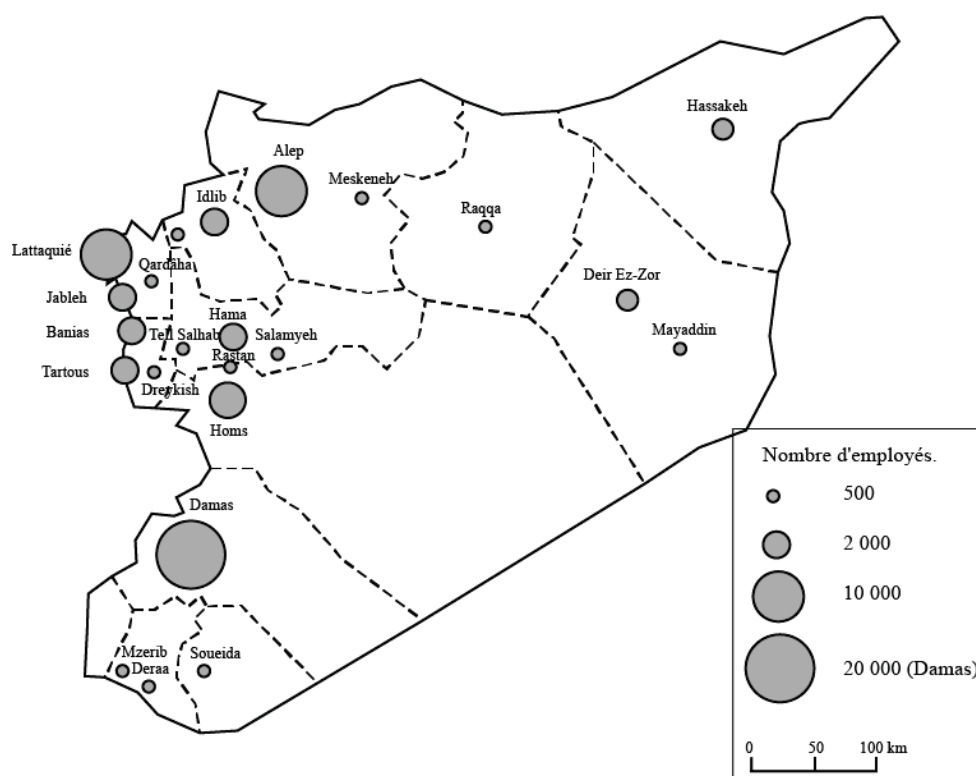 Hassakeh
Alep
Meskeneh
Idlib
Raqqa
Lattaquié
Qardaha
Deir Ez-Zor
Jableh
Hama
Banias
Tell Salhab
Salamyeh
Mayaddin
Rastan
Tartous
Dreykish
Homs
Damas
Mzerib
Deraa
Soueida
Nombre d'employés.
500
2 000
10 000
20 000 (Damas)
0 50 100 km